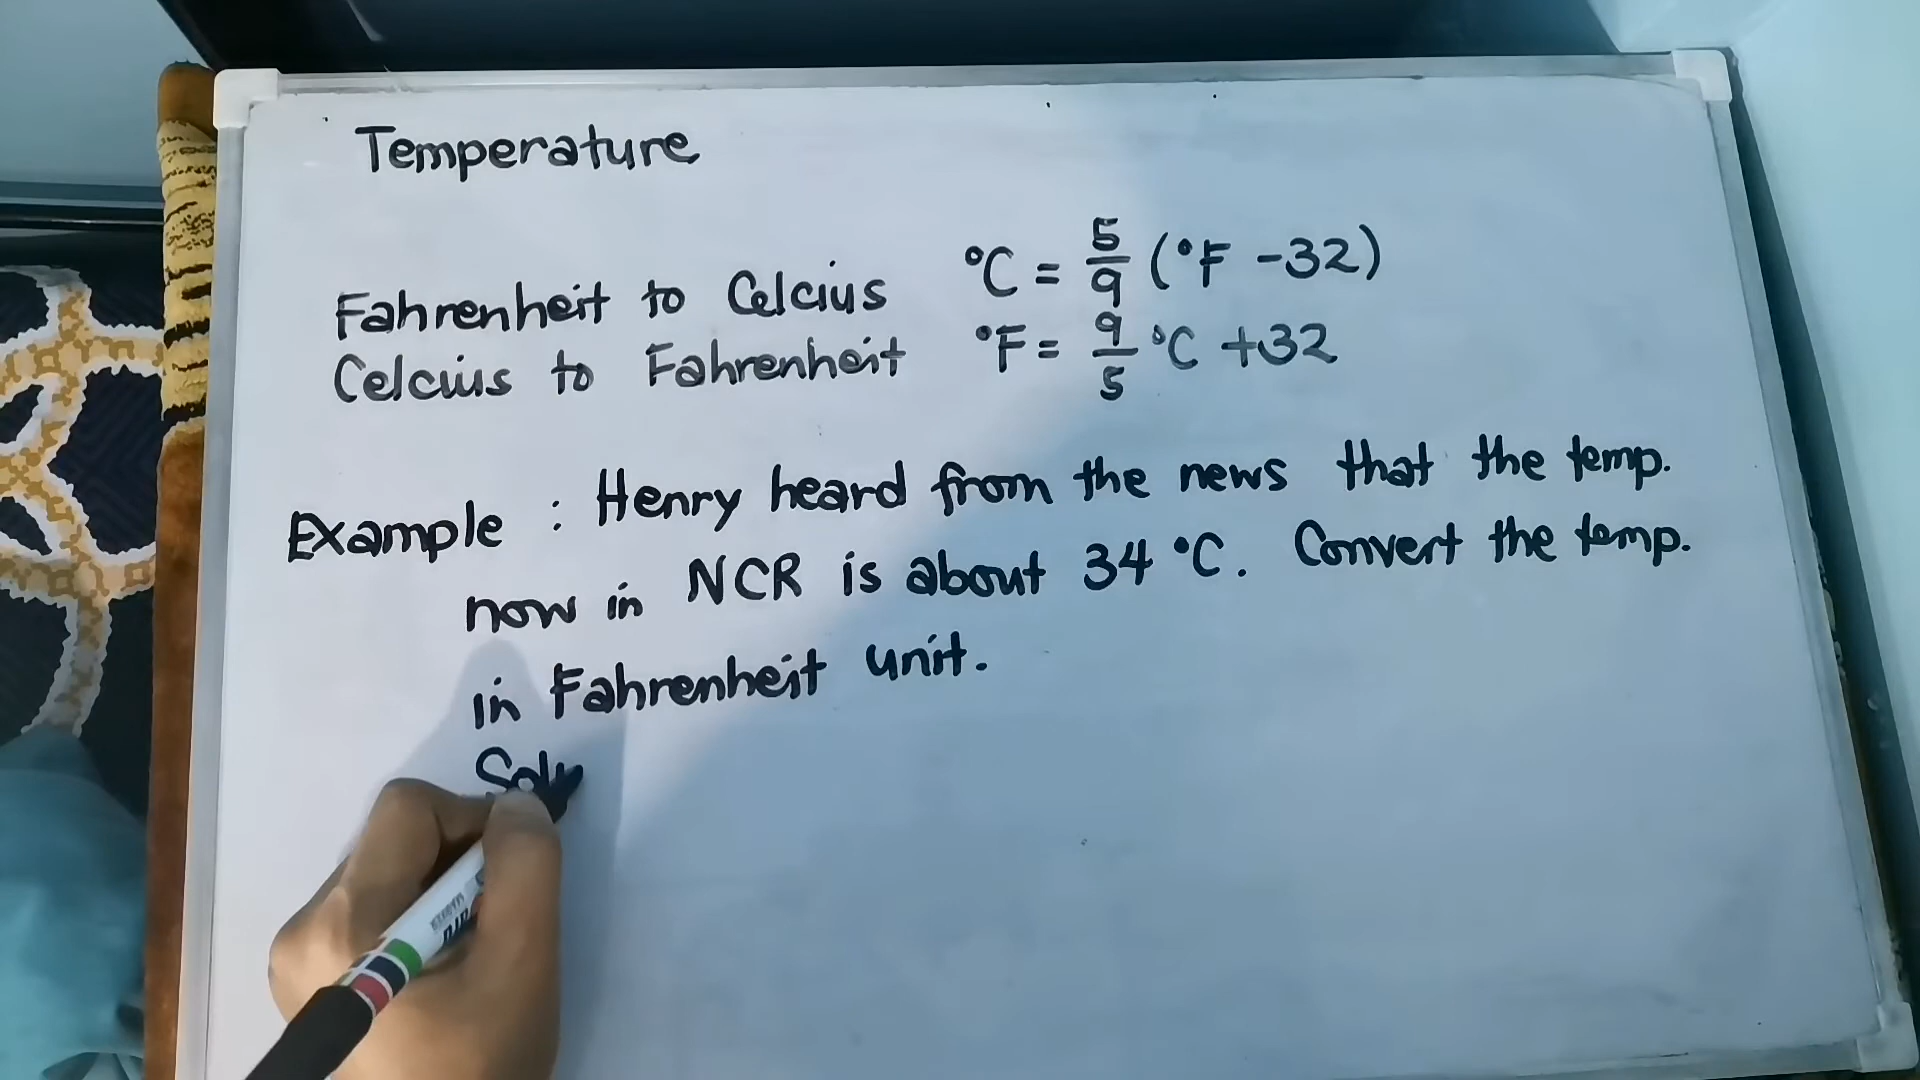 Temperature
Fahrenheit to Celcius °C = 5/9 (°F - 32)
Celcius to Fahrenheit °F = 9/5 °C + 32
Example : Henry heard from the news that the temp.
now in NCR is about 34 °C. Convert the temp.
in Fahrenheit unit.